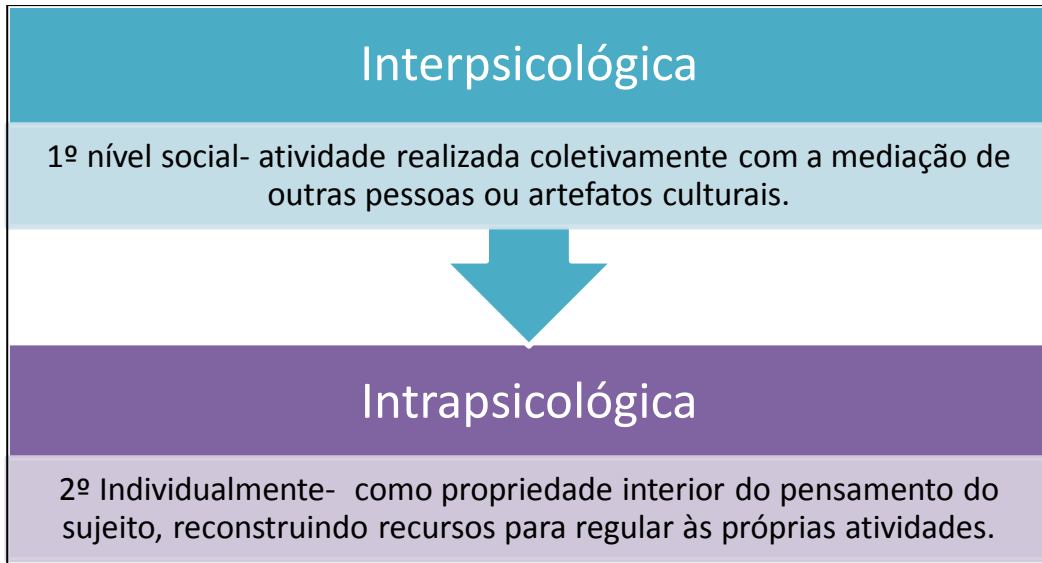 Interpsicológica
1º nível social- atividade realizada coletivamente com a mediação de
outras pessoas ou artefatos culturais.
Intrapsicológica
2º Individualmente-  como propriedade interior do pensamento do
sujeito, reconstruindo recursos para regular às próprias atividades.